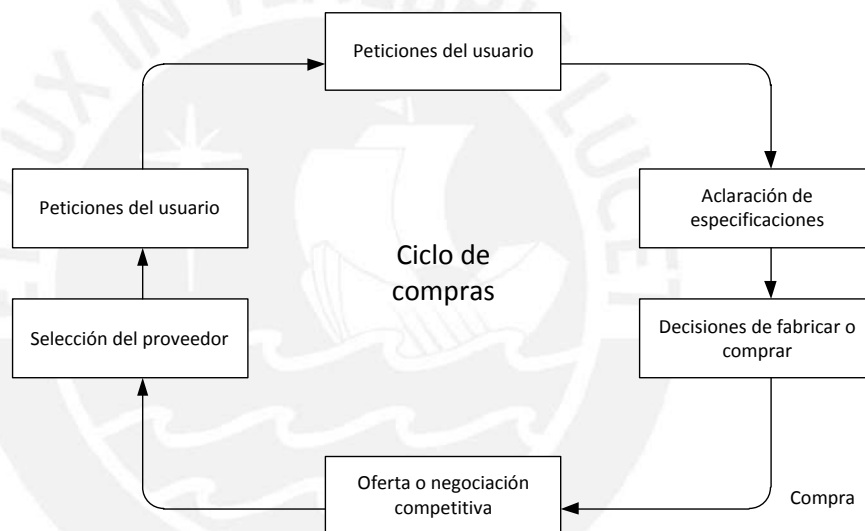 Peticiones del usuario
Aclaración de
especificaciones
Decisiones de fabricar o
comprar
Compra
Oferta o negociación
competitiva
Selección del proveedor
Peticiones del usuario
Ciclo de
compras